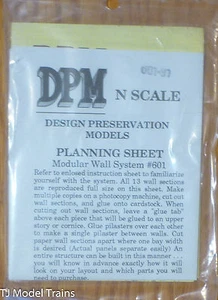 DPM
DPM N SCALE
DESIGN PRESERVATION
MODELS
PLANNING SHEET
Modular Wall System #601
Refer to enclosed instruction sheet to familiarize
yourself with the system. All 13 wall sections
are reproduced full size on this sheet. Make
multiple copies on a photocopy machine, cut out
wall sections, and glue onto cardstock. When
cutting out wall sections, leave a "glue tab"
above each piece that will be glued to an upper
story or cornice. Glue pilasters over each other
to make a single pilaster between walls. Cut
paper wall sections apart where one bay width
is desired. (Actual panels separate easily) An
entire structure can be built in this manner . .
you will know in advance exactly how it will
look on your layout and which parts you will
need to purchase.
TJ Model Trains